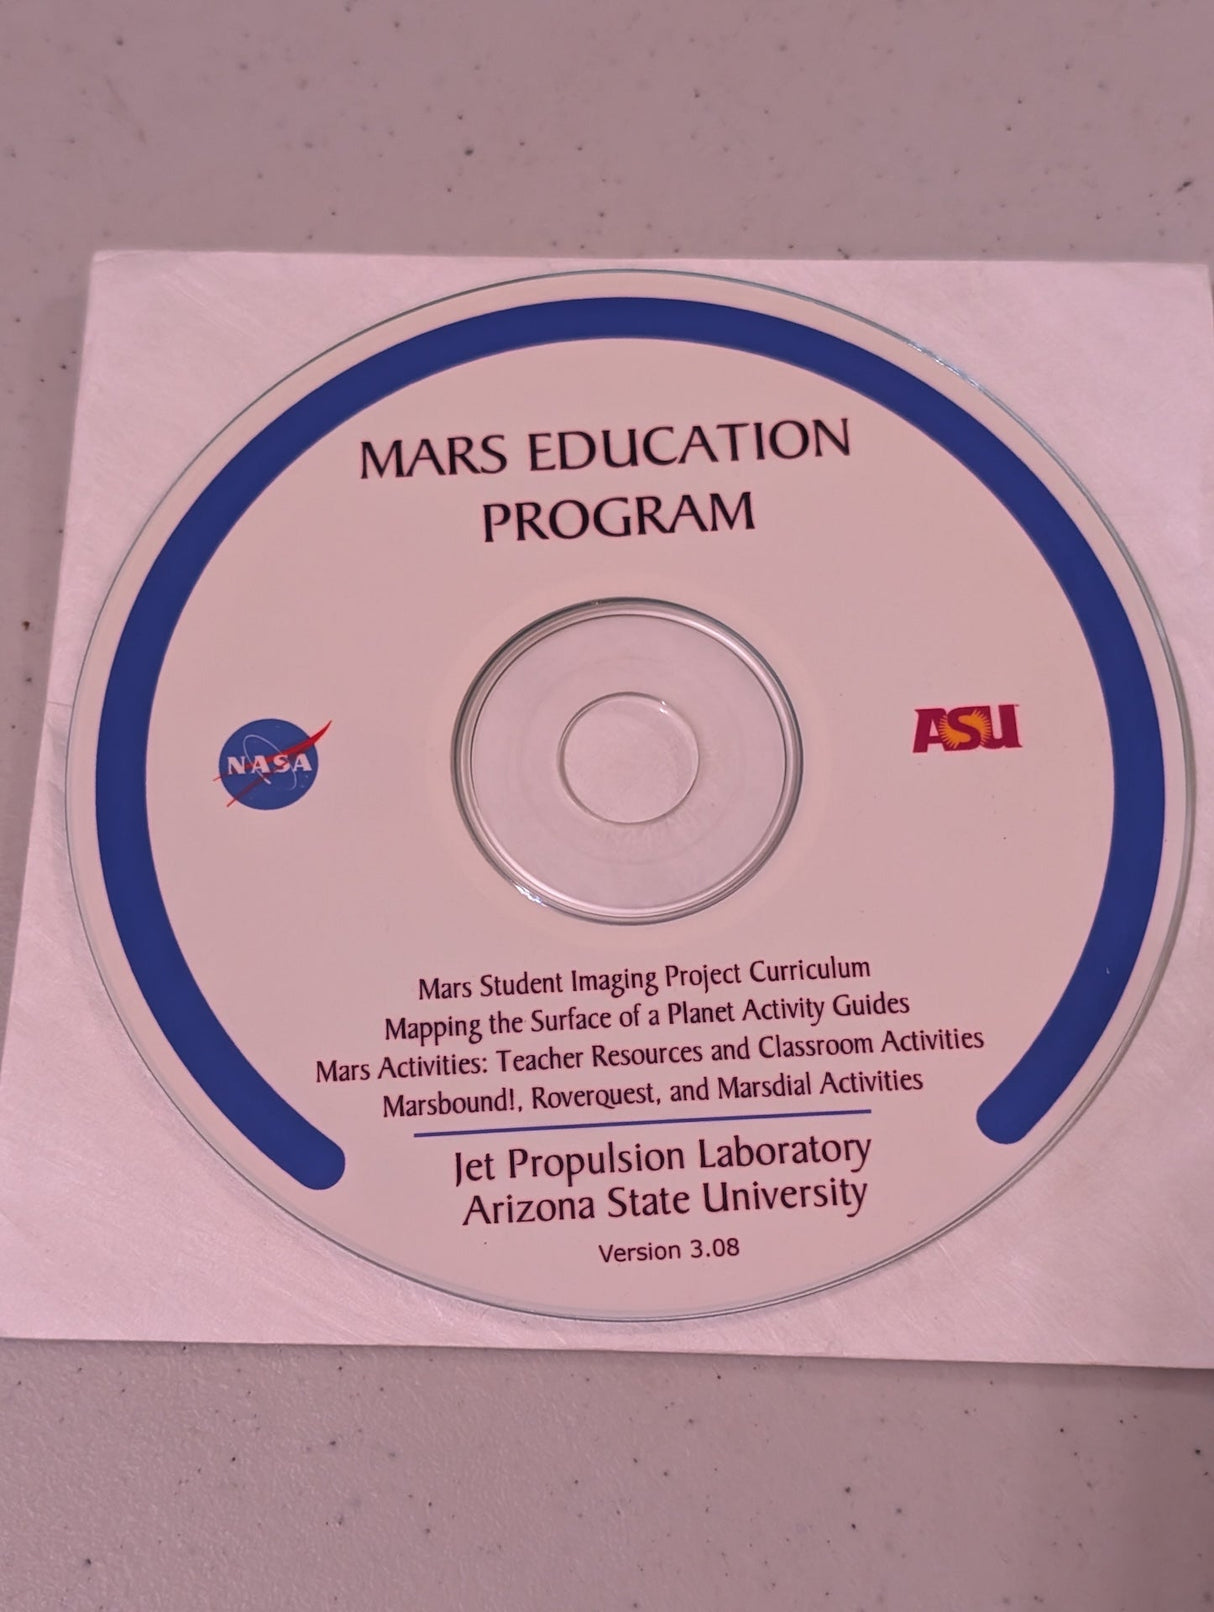 MARS EDUCATION
PROGRAM
NASA
ASU
Mars Student Imaging Project Curriculum
Mapping the Surface of a Planet Activity Guides
Mars Activities: Teacher Resources and Classroom Activities
Marsbound!, Roverquest, and Marsdial Activities
Jet Propulsion Laboratory
Arizona State University
Version 3.08